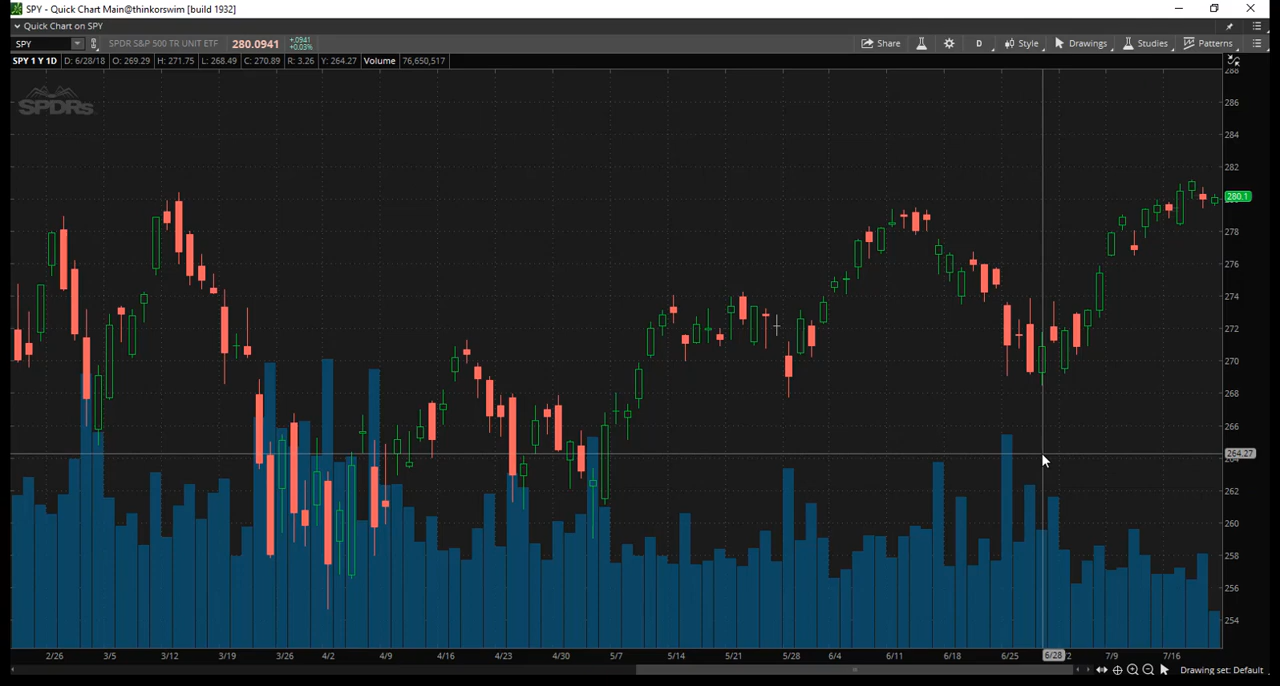 SPY - Quick Chart Main@thinkorswim [build 1932]
Quick Chart on SPY
SPY SPDR S&P 500 TR UNIT ETF 280.0941 +.0941 +0.03% Share D Style Drawings Studies Patterns
SPY 1 Y 1D D: 6/28/18 O: 269.29 H: 271.75 L: 268.49 C: 270.89 R: 3.26 Y: 264.27 Volume 76,650,517
SPDRs
288
286
284
282
280.1
278
276
274
272
270
268
266
264.27
262
260
258
256
254
2/26 3/5 3/12 3/19 3/26 4/2 4/9 4/16 4/23 4/30 5/7 5/14 5/21 5/28 6/4 6/11 6/18 6/25 6/28 /2 7/9 7/16
Drawing set: Default